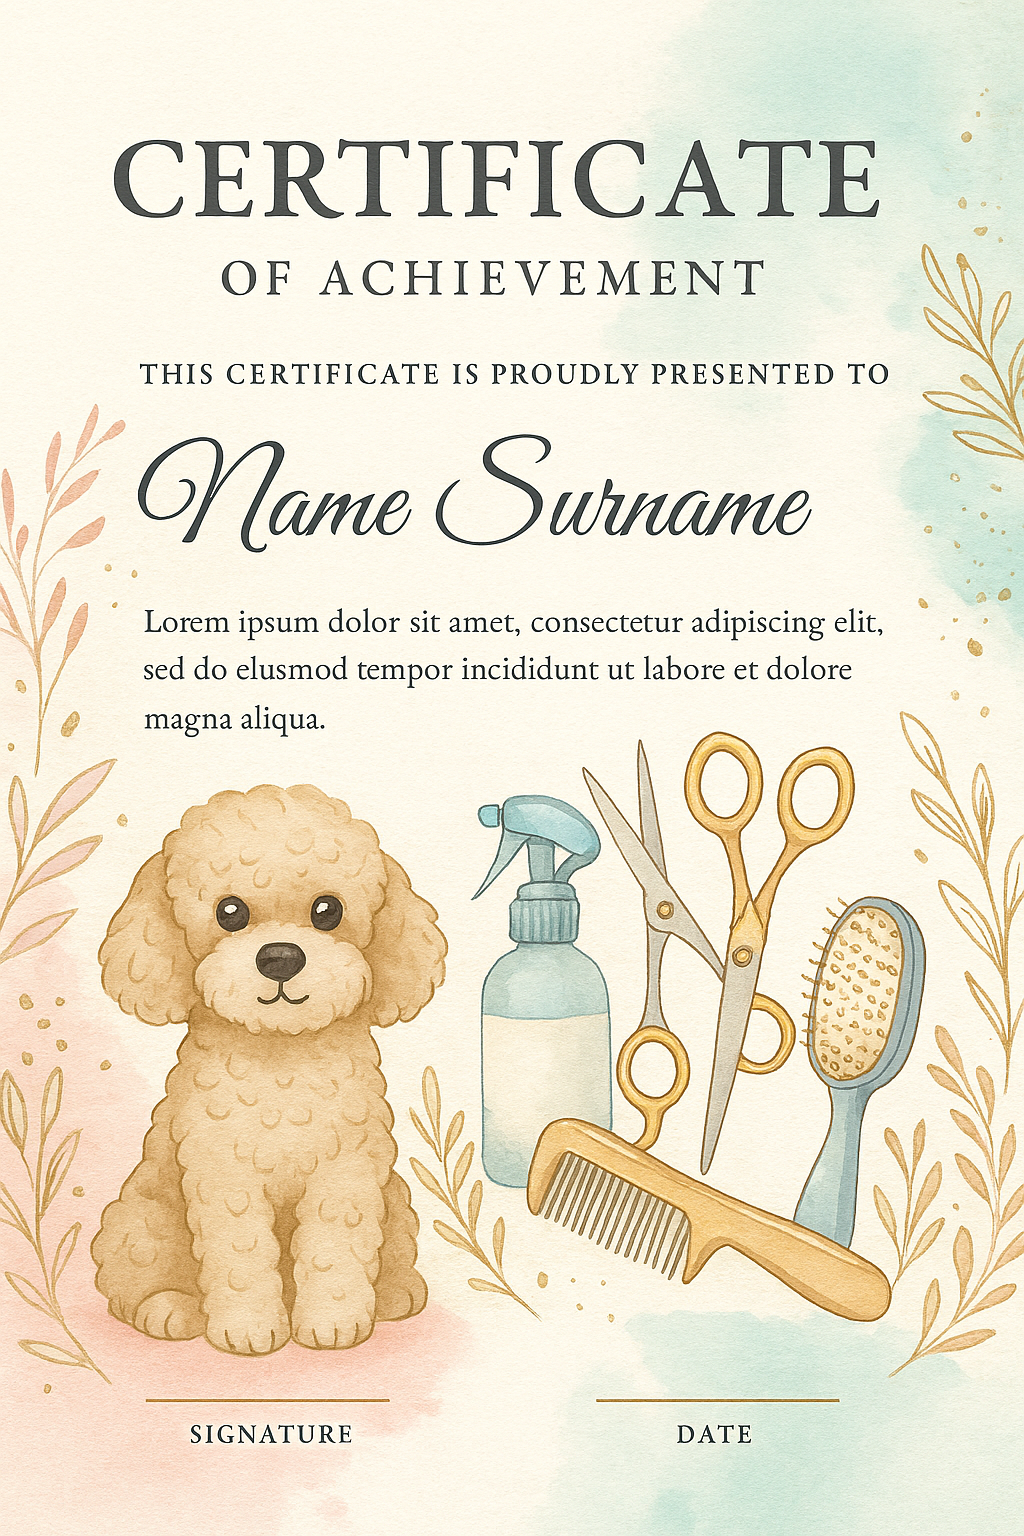 CERTIFICATE
OF ACHIEVEMENT
THIS CERTIFICATE IS PROUDLY PRESENTED TO
Name Surname
Lorem ipsum dolor sit amet, consectetur adipiscing elit,
sed do elusmod tempor incididunt ut labore et dolore
magna aliqua.
SIGNATURE
DATE